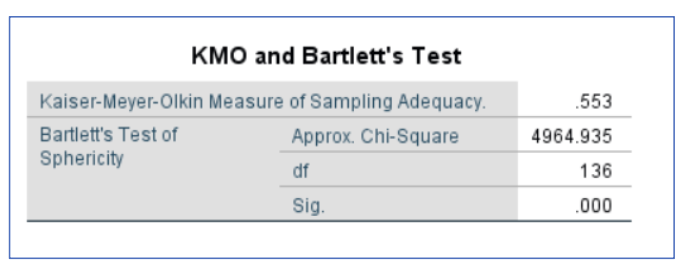 KMO and Bartlett's Test
Kaiser-Meyer-Olkin Measure of Sampling Adequacy. .553
Bartlett's Test of Sphericity Approx. Chi-Square 4964.935
df 136
Sig. .000